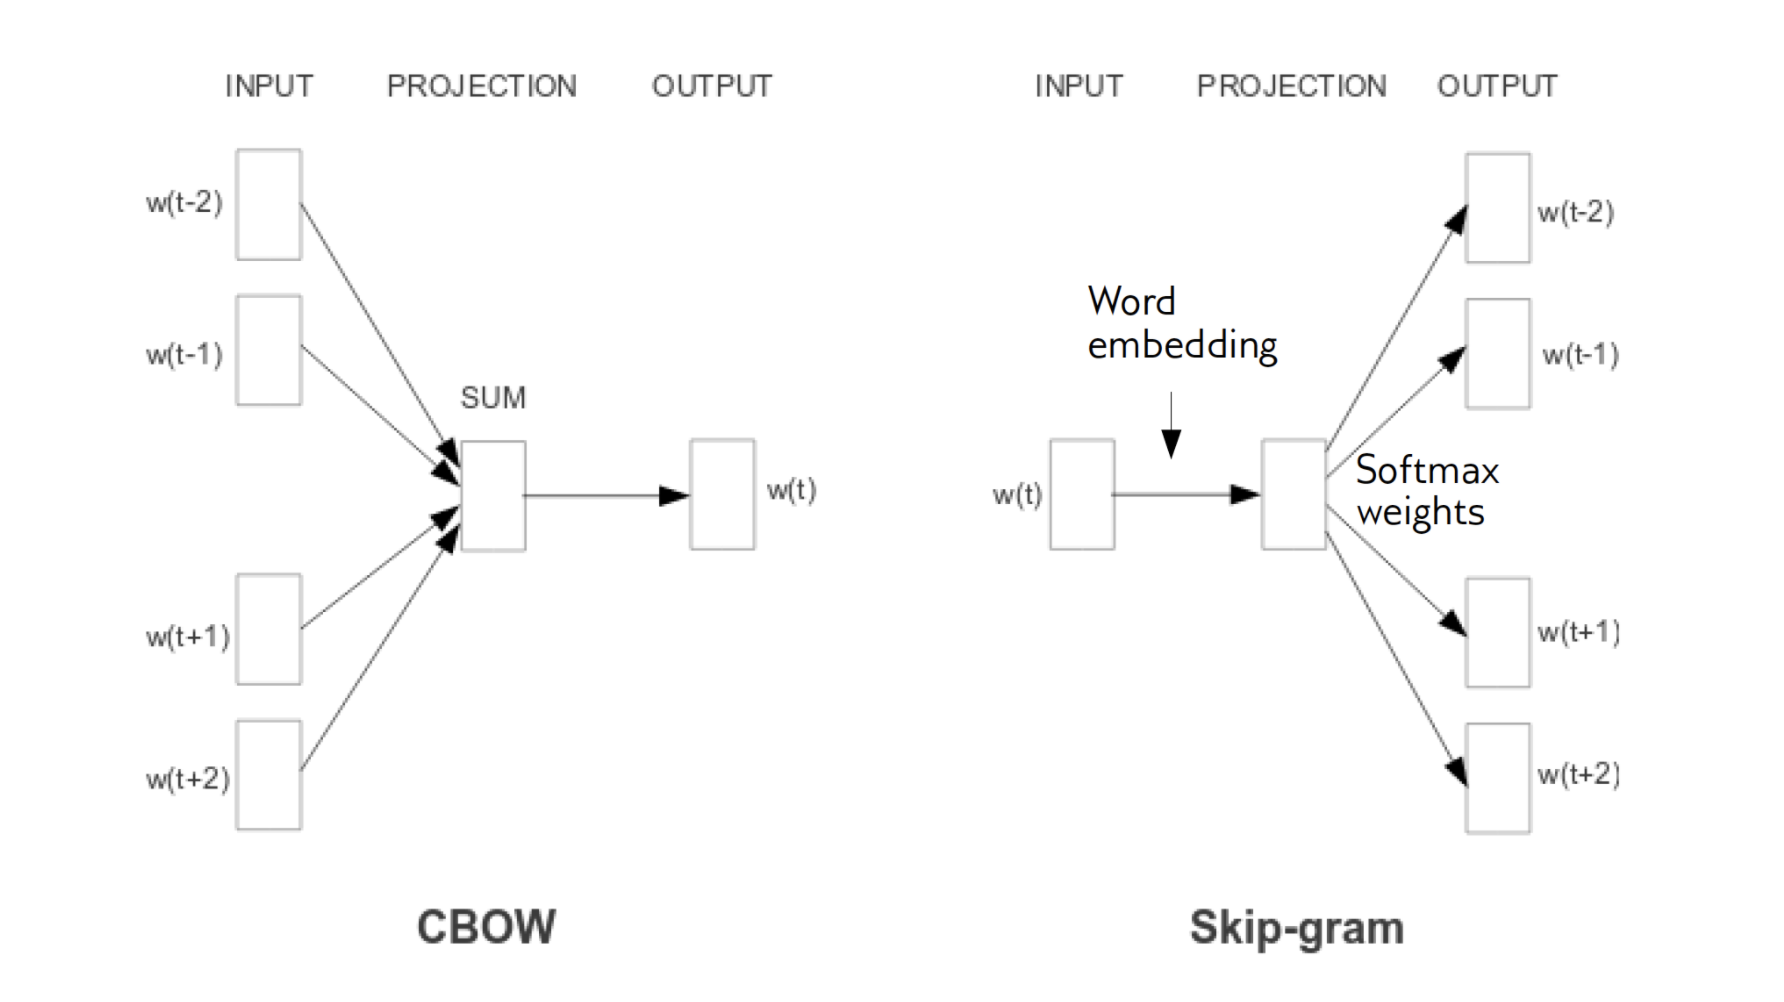 INPUT PROJECTION OUTPUT
w(t-2)
w(t-1)
SUM
w(t)
w(t+1)
w(t+2)
CBOW
INPUT PROJECTION OUTPUT
w(t-2)
Word
embedding
w(t-1)
w(t)
Softmax
weights
w(t+1)
w(t+2)
Skip-gram